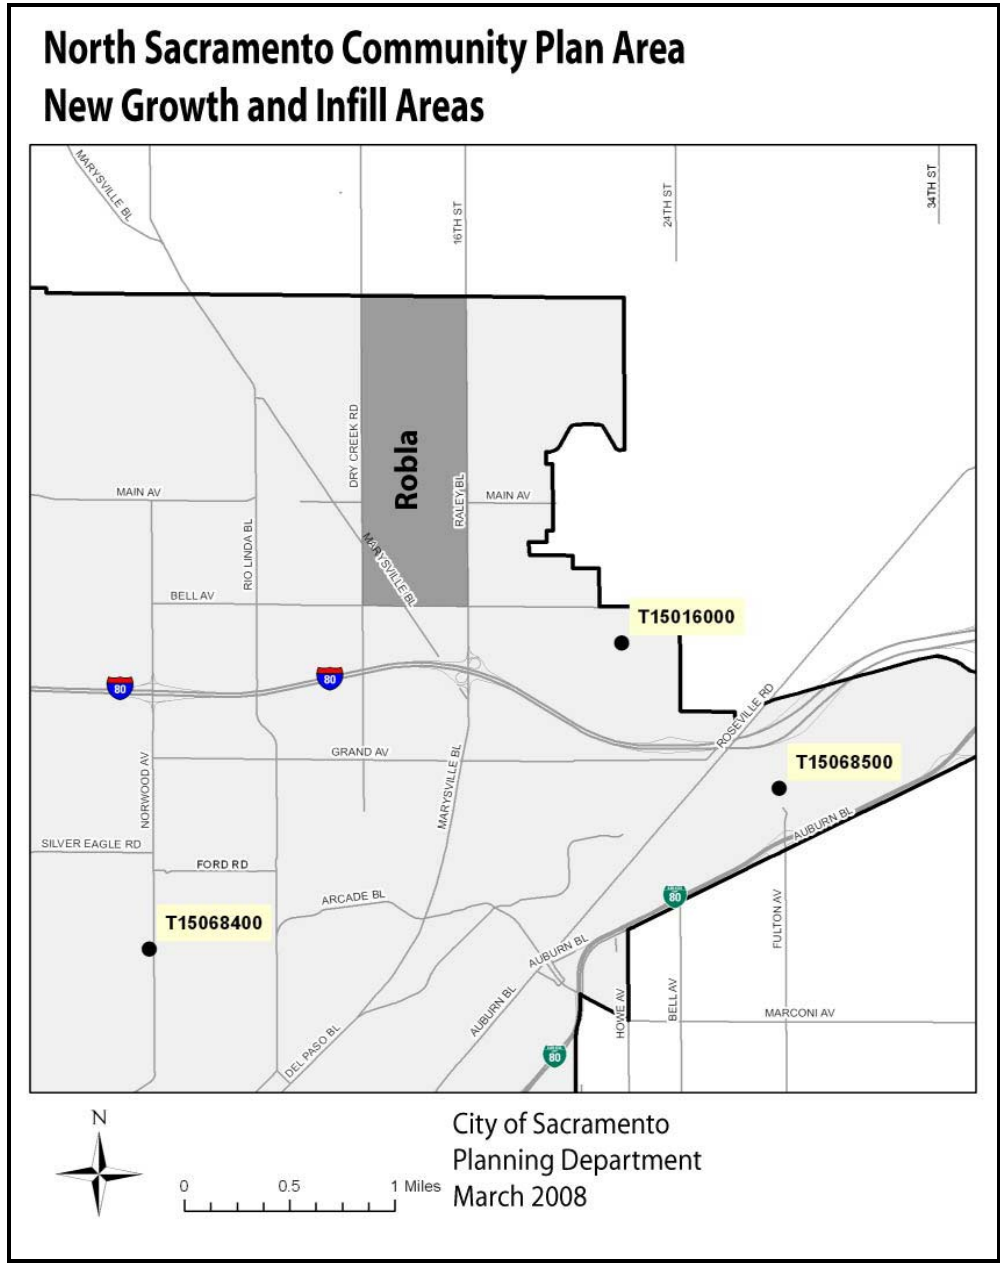 North Sacramento Community Plan Area
New Growth and Infill Areas
MARYSVILLE BL
16TH ST
24TH ST
34TH ST
DRY CREEK RD
Robla
RALEY BL
MAIN AV
MAIN AV
RIO LINDA BL
MARYSVILLE BL
BELL AV
T15016000
80
80
ROSEVILLE RD
GRAND AV
NORWOOD AV
MARYSVILLE BL
T15068500
AUBURN BL
SILVER EAGLE RD
FORD RD
ARCADE BL
80
FULTON AV
T15068400
AUBURN BL
AUBURN BL
HOWE AV
BELL AV
MARCONI AV
DEL PASO BL
80
N
0 0.5 1 Miles
City of Sacramento
Planning Department
March 2008